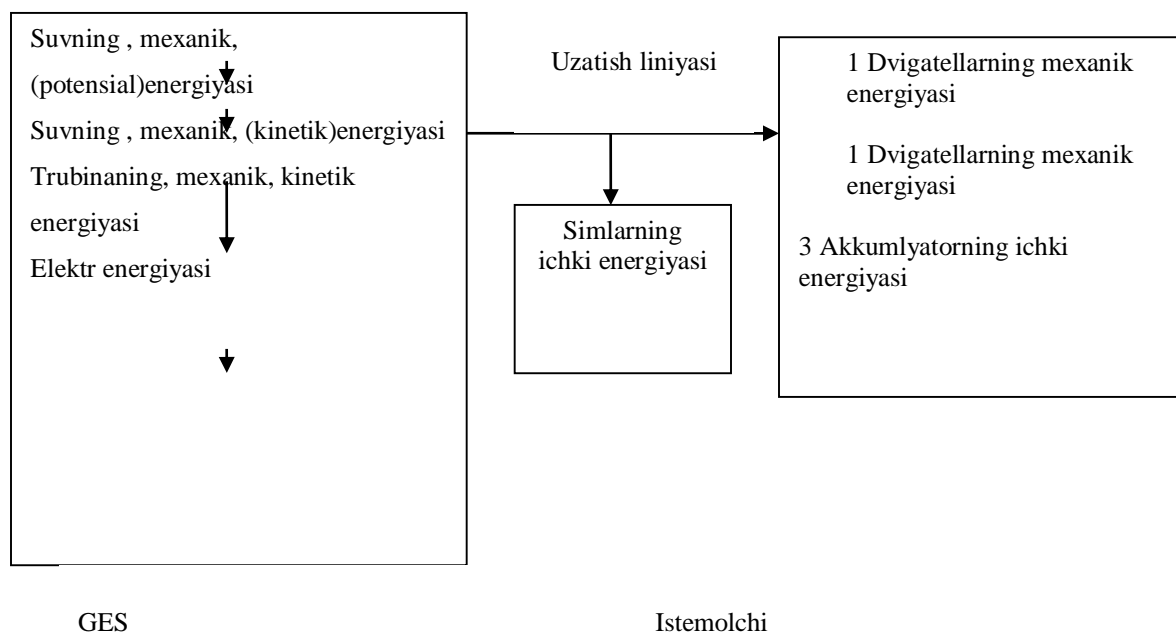 Suvning , mexanik,
(potensial)energiyasi
Suvning , mexanik, (kinetik)energiyasi
Trubinaning, mexanik, kinetik
energiyasi
Elektr energiyasi
Uzatish liniyasi
Simlarning
ichki energiyasi
1 Dvigatellarning mexanik
energiyasi
1 Dvigatellarning mexanik
energiyasi
3 Akkumlyatorning ichki
energiyasi
GES
Istemolchi